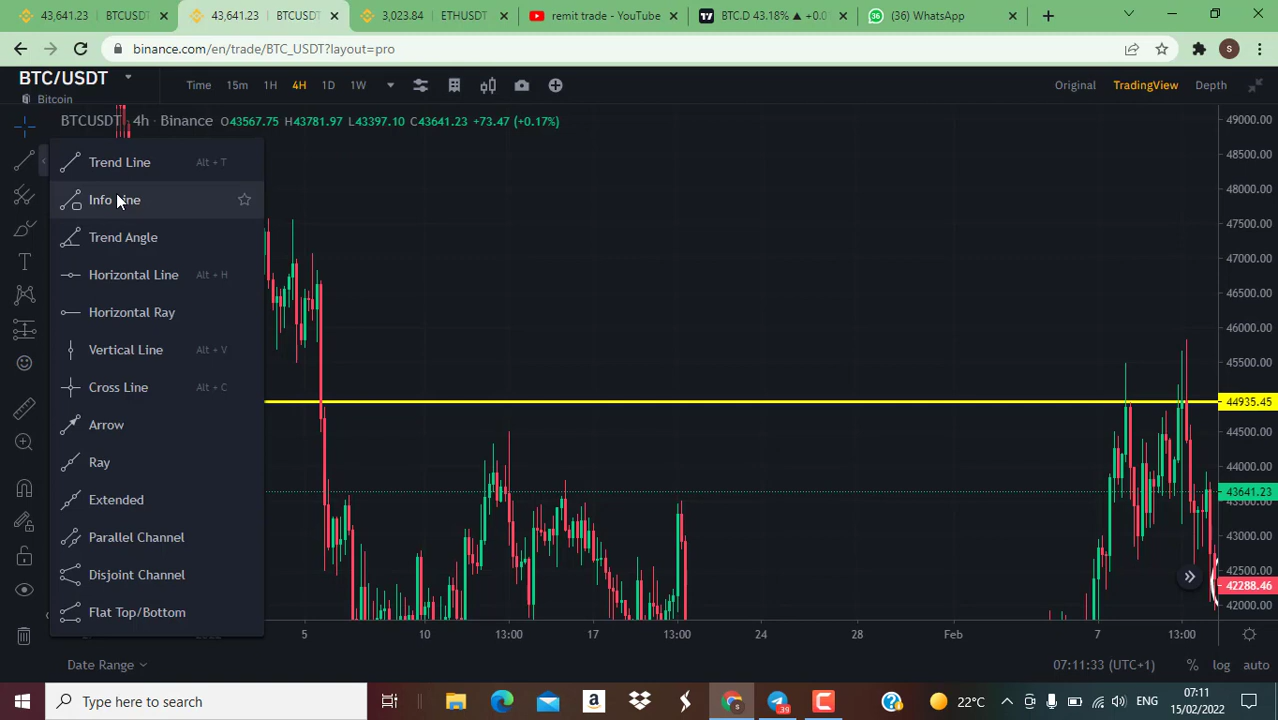 43,641.23 BTCUSDT
43,641.23 BTCUSDT
3,023.84 ETHUSDT
remit trade - YouTube
BTC.D 43.18% ▲ +0.0
(36) WhatsApp
binance.com/en/trade/BTC_USDT?layout=pro
S
BTC/USDT
Bitcoin
Time 15m 1H 4H 1D 1W
Original TradingView Depth
BTCUSDT 4h · Binance O43567.75 H43781.97 L43397.10 C43641.23 +73.47 (+0.17%)
Trend Line Alt + T
Info Line
Trend Angle
Horizontal Line Alt + H
Horizontal Ray
Vertical Line Alt + V
Cross Line Alt + C
Arrow
Ray
Extended
Parallel Channel
Disjoint Channel
Flat Top/Bottom
49000.00
48500.00
48000.00
47500.00
47000.00
46500.00
46000.00
45500.00
44935.45
44500.00
44000.00
43641.23
43500.00
43000.00
42500.00
42288.46
42000.00
5 10 13:00 17 13:00 24 28 Feb 7 13:00
Date Range
07:11:33 (UTC+1) % log auto
Type here to search
39
22°C
ENG
07:11
15/02/2022